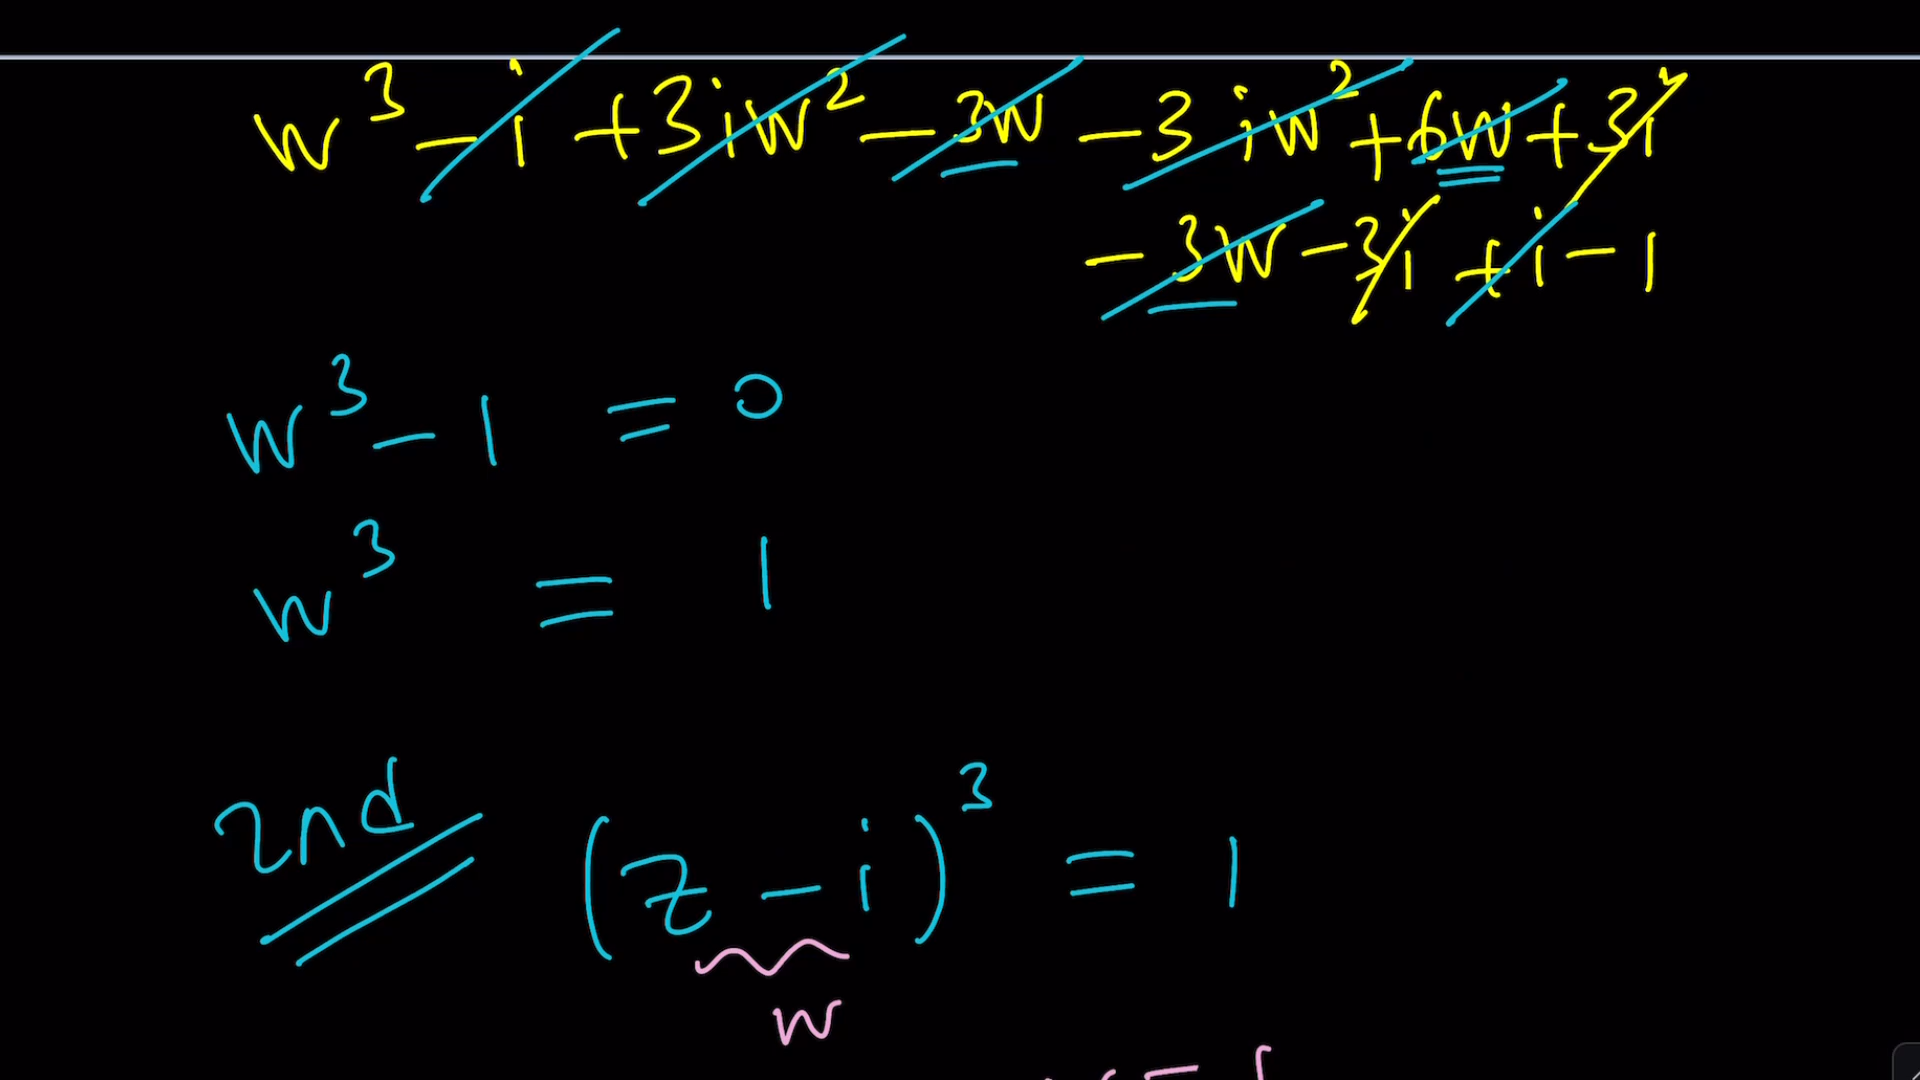 w³ - i + 3iw² - 3w - 3iw² + 6w + 3i
- 3w - 3i + i - 1
w³ - 1 = 0
w³ = 1
2nd (z - i)³ = 1
w